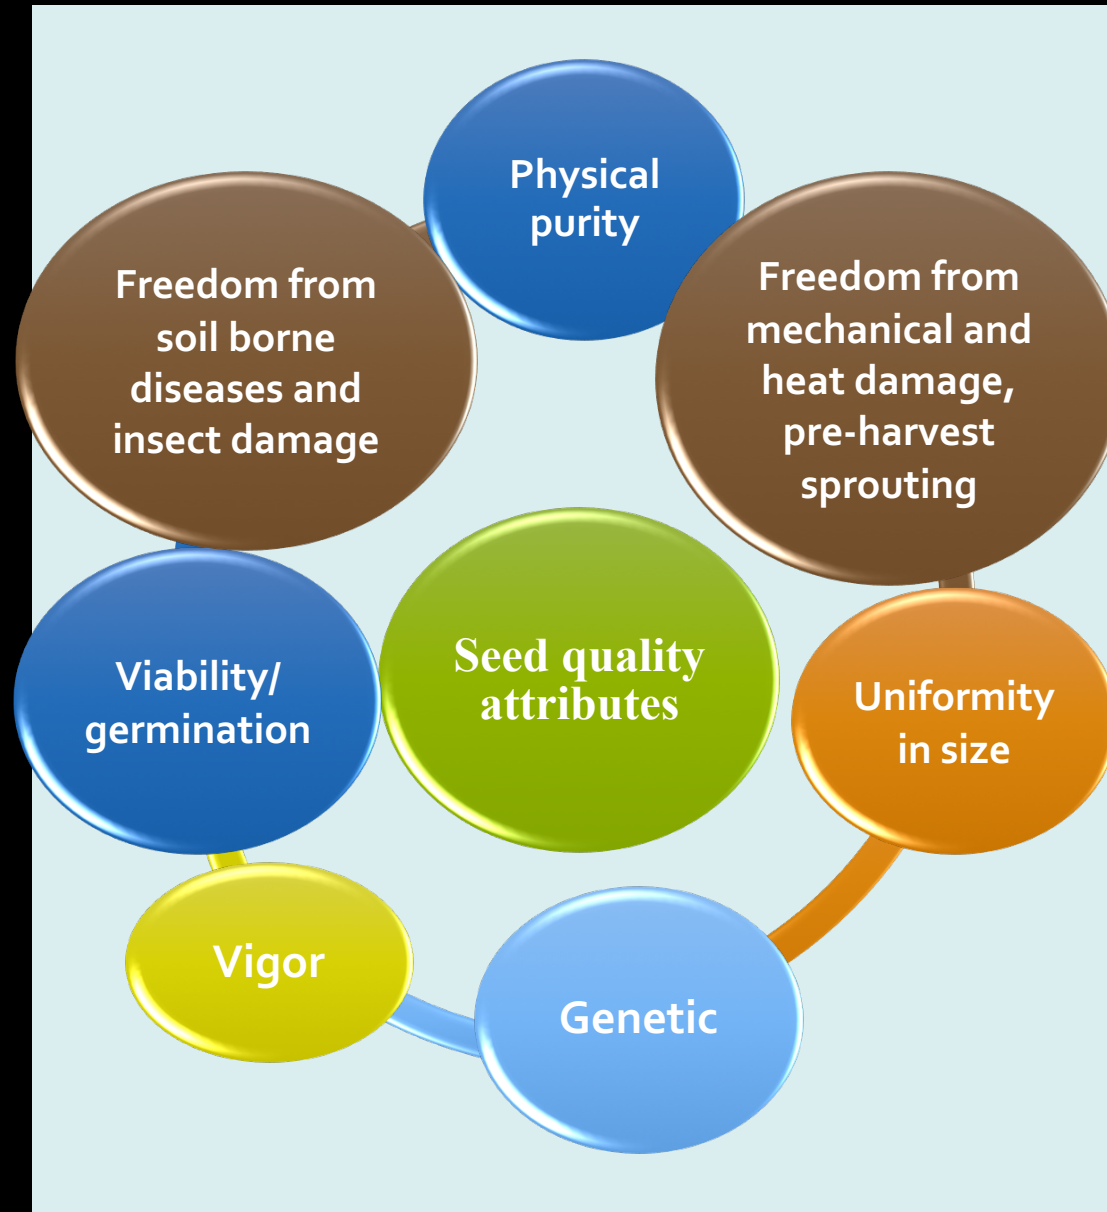 Physical
purity
Freedom from
mechanical and
heat damage,
pre-harvest
sprouting
Uniformity
in size
Genetic
Vigor
Viability/
germination
Freedom from
soil borne
diseases and
insect damage
Seed quality
attributes